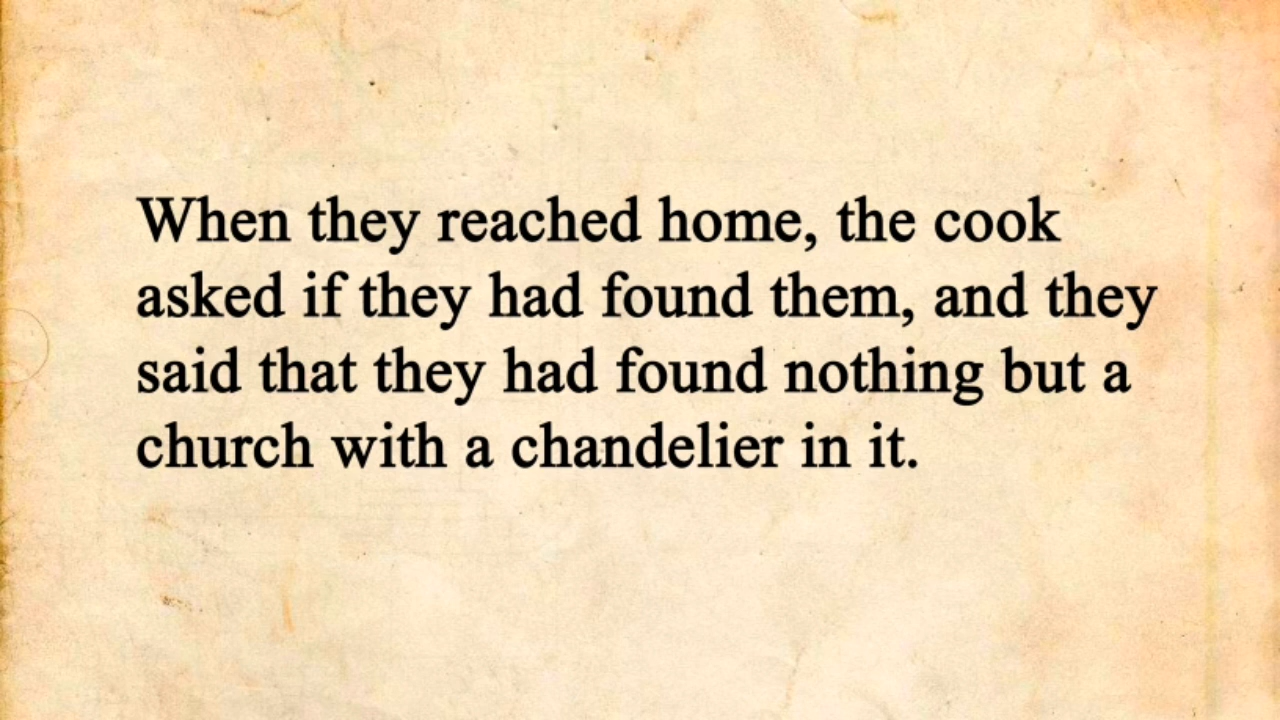 When they reached home, the cook
asked if they had found them, and they
said that they had found nothing but a
church with a chandelier in it.